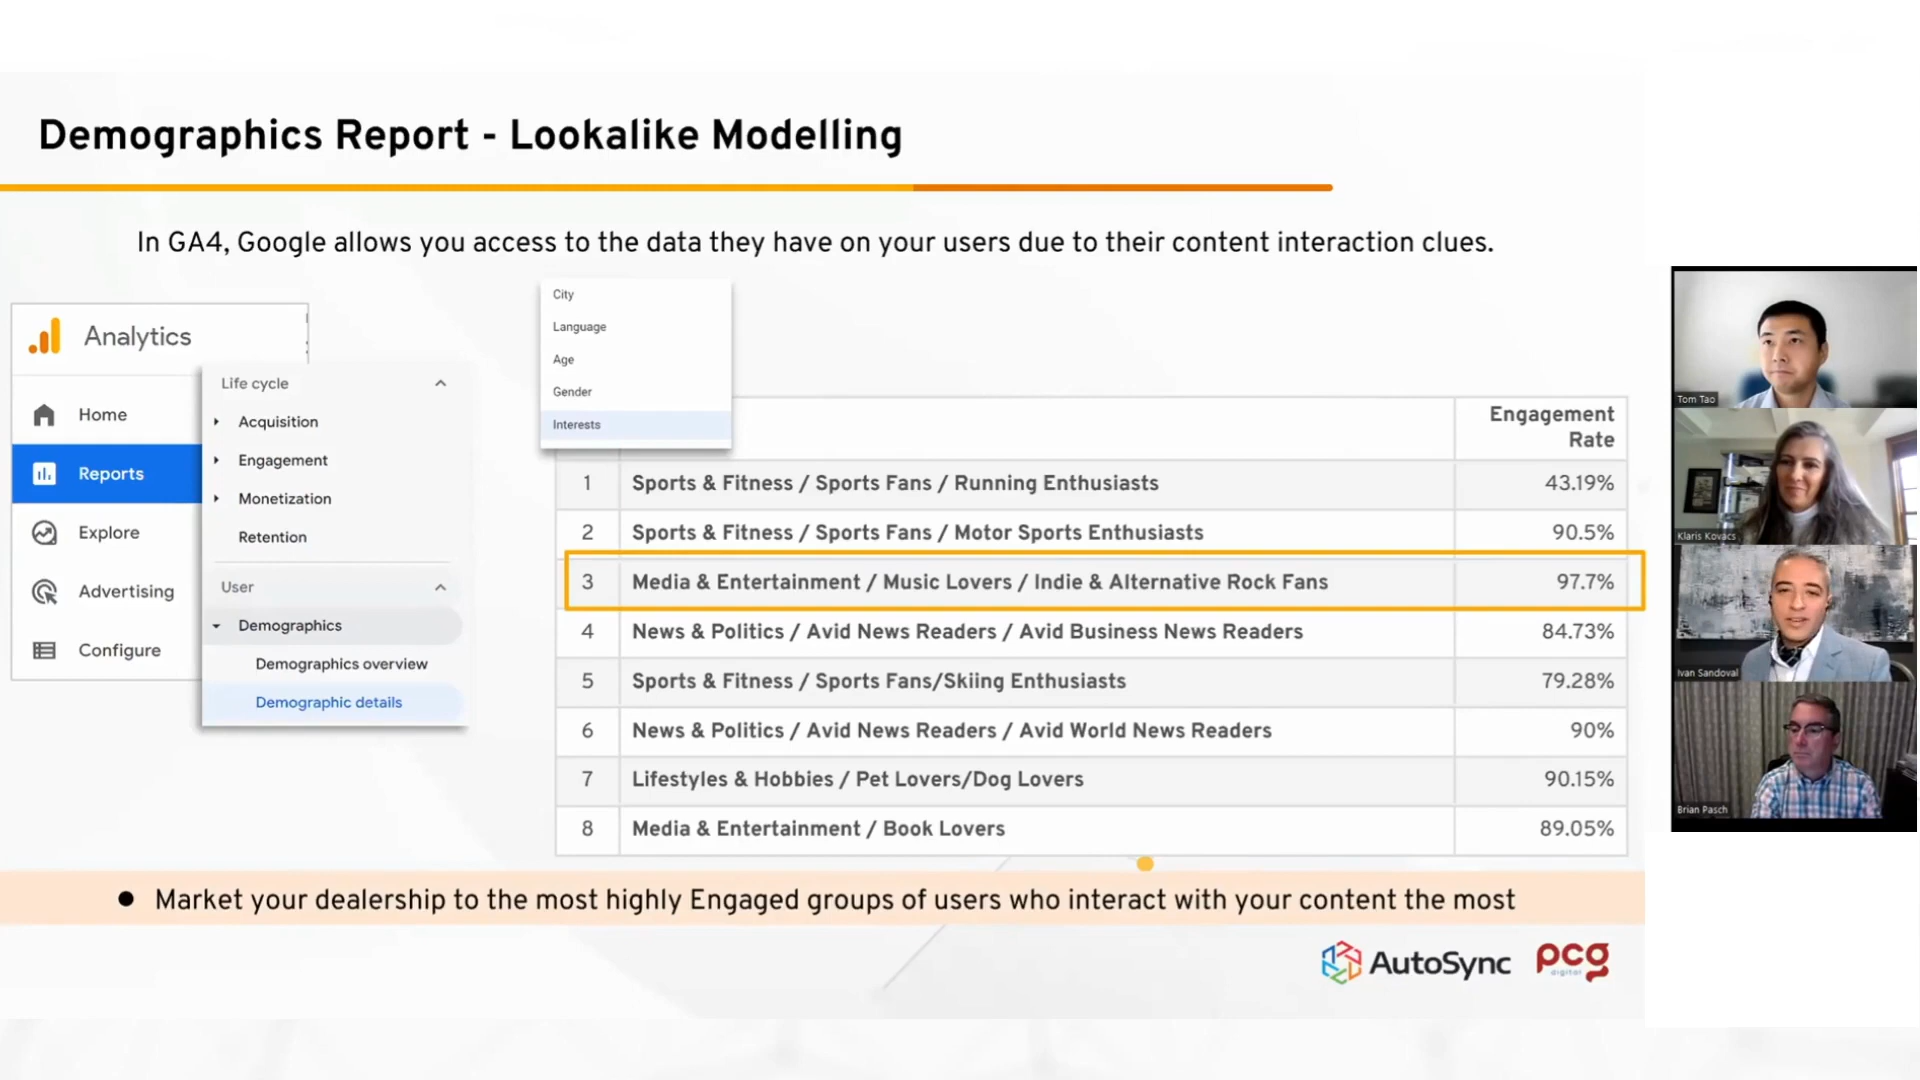 Demographics Report - Lookalike Modelling
In GA4, Google allows you access to the data they have on your users due to their content interaction clues.
Analytics
Home
Reports
Explore
Advertising
Configure
Life cycle
Acquisition
Engagement
Monetization
Retention
User
Demographics
Demographics overview
Demographic details
City
Language
Age
Gender
Interests
Engagement
Rate
1 Sports & Fitness / Sports Fans / Running Enthusiasts 43.19%
2 Sports & Fitness / Sports Fans / Motor Sports Enthusiasts 90.5%
3 Media & Entertainment / Music Lovers / Indie & Alternative Rock Fans 97.7%
4 News & Politics / Avid News Readers / Avid Business News Readers 84.73%
5 Sports & Fitness / Sports Fans/Skiing Enthusiasts 79.28%
6 News & Politics / Avid News Readers / Avid World News Readers 90%
7 Lifestyles & Hobbies / Pet Lovers/Dog Lovers 90.15%
8 Media & Entertainment / Book Lovers 89.05%
● Market your dealership to the most highly Engaged groups of users who interact with your content the most
AutoSync
pcg
digital
Tom Tao
Klaris Kovacs
Ivan Sandoval
Brian Pasch